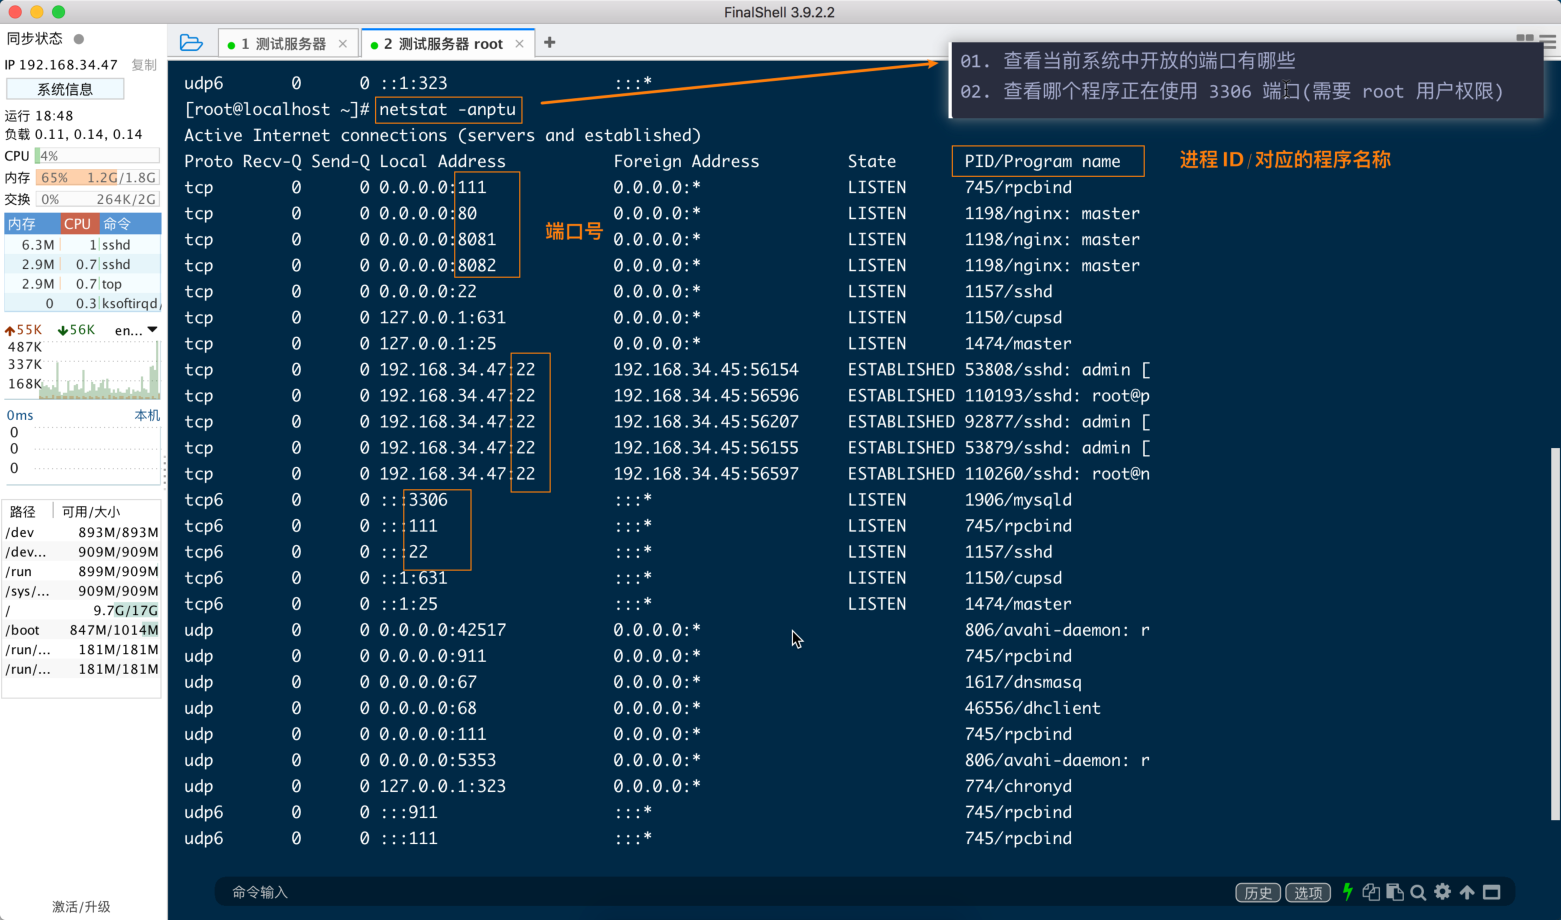 FinalShell 3.9.2.2
同步状态
IP 192.168.34.47 复制
系统信息
运行 18:48
负载 0.11, 0.14, 0.14
CPU 4%
内存 65% 1.2G/1.8G
交换 0% 264K/2G
内存 CPU 命令
6.3M 1 sshd
2.9M 0.7 sshd
2.9M 0.7 top
0 0.3 ksoftirqd/
55K 56K en...
487K
337K
168K
0ms 本机
0
0
0
路径 可用/大小
/dev 893M/893M
/dev... 909M/909M
/run 899M/909M
/sys/... 909M/909M
/ 9.7G/17G
/boot 847M/1014M
/run/... 181M/181M
/run/... 181M/181M
激活/升级
1 测试服务器 ×
2 测试服务器 root ×
+
01. 查看当前系统中开放的端口有哪些
02. 查看哪个程序正在使用 3306 端口(需要 root 用户权限)
udp6 0 0 ::1:323 :::*
[root@localhost ~]# netstat -anptu
Active Internet connections (servers and established)
Proto Recv-Q Send-Q Local Address Foreign Address State PID/Program name
进程 ID / 对应的程序名称
tcp 0 0 0.0.0.0:111 0.0.0.0:* LISTEN 745/rpcbind
tcp 0 0 0.0.0.0:80 0.0.0.0:* LISTEN 1198/nginx: master
端口号
tcp 0 0 0.0.0.0:8081 0.0.0.0:* LISTEN 1198/nginx: master
tcp 0 0 0.0.0.0:8082 0.0.0.0:* LISTEN 1198/nginx: master
tcp 0 0 0.0.0.0:22 0.0.0.0:* LISTEN 1157/sshd
tcp 0 0 127.0.0.1:631 0.0.0.0:* LISTEN 1150/cupsd
tcp 0 0 127.0.0.1:25 0.0.0.0:* LISTEN 1474/master
tcp 0 0 192.168.34.47:22 192.168.34.45:56154 ESTABLISHED 53808/sshd: admin [
tcp 0 0 192.168.34.47:22 192.168.34.45:56596 ESTABLISHED 110193/sshd: root@p
tcp 0 0 192.168.34.47:22 192.168.34.45:56207 ESTABLISHED 92877/sshd: admin [
tcp 0 0 192.168.34.47:22 192.168.34.45:56155 ESTABLISHED 53879/sshd: admin [
tcp 0 0 192.168.34.47:22 192.168.34.45:56597 ESTABLISHED 110260/sshd: root@n
tcp6 0 0 :::3306 :::* LISTEN 1906/mysqld
tcp6 0 0 :::111 :::* LISTEN 745/rpcbind
tcp6 0 0 :::22 :::* LISTEN 1157/sshd
tcp6 0 0 ::1:631 :::* LISTEN 1150/cupsd
tcp6 0 0 ::1:25 :::* LISTEN 1474/master
udp 0 0 0.0.0.0:42517 0.0.0.0:* 806/avahi-daemon: r
udp 0 0 0.0.0.0:911 0.0.0.0:* 745/rpcbind
udp 0 0 0.0.0.0:67 0.0.0.0:* 1617/dnsmasq
udp 0 0 0.0.0.0:68 0.0.0.0:* 46556/dhclient
udp 0 0 0.0.0.0:111 0.0.0.0:* 745/rpcbind
udp 0 0 0.0.0.0:5353 0.0.0.0:* 806/avahi-daemon: r
udp 0 0 127.0.0.1:323 0.0.0.0:* 774/chronyd
udp6 0 0 :::911 :::* 745/rpcbind
udp6 0 0 :::111 :::* 745/rpcbind
命令输入 历史 选项